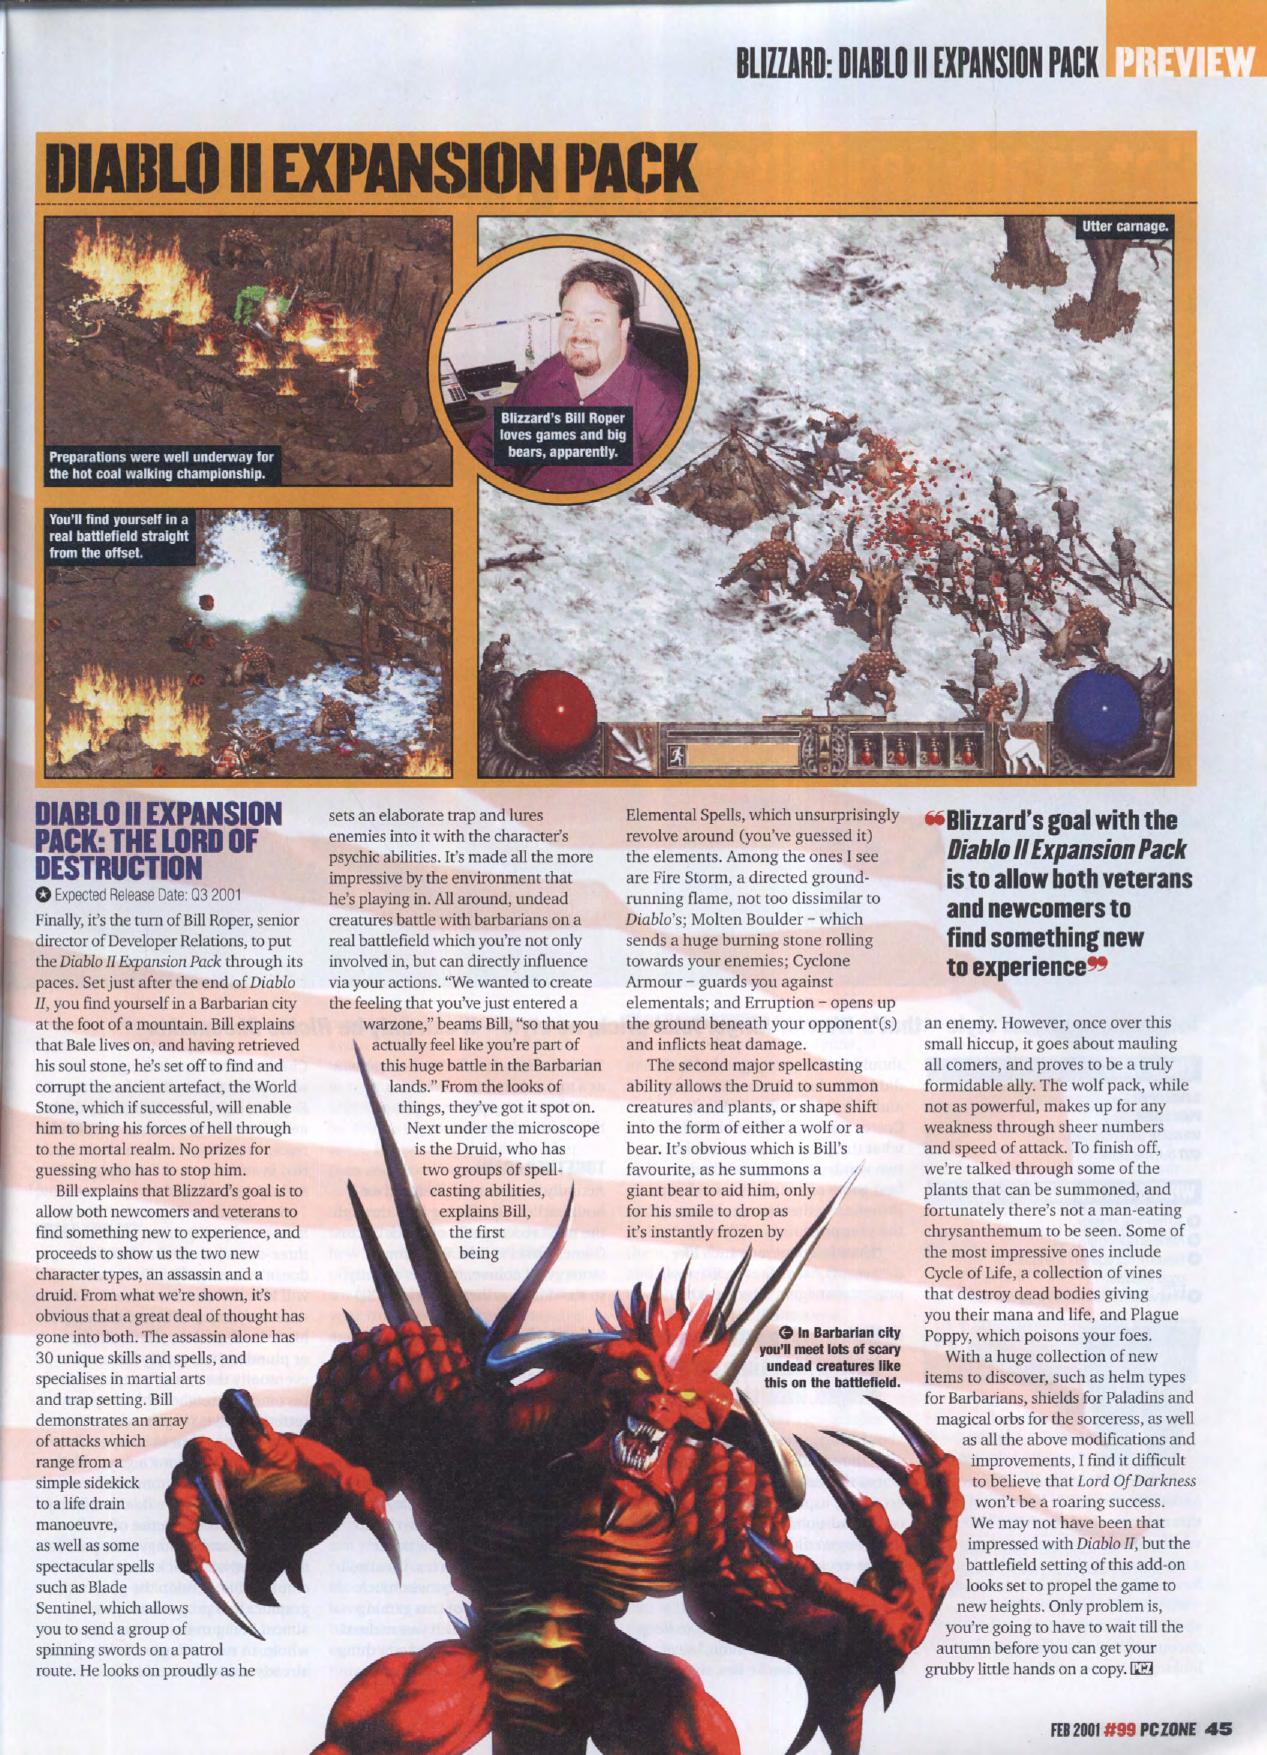 BLIZZARD: DIABLO II EXPANSION PACK PREVIEW
DIABLO II EXPANSION PACK
Utter carnage.
Blizzard's Bill Roper
loves games and big
bears, apparently.
Preparations were well underway for
the hot coal walking championship.
You'll find yourself in a
real battlefield straight
from the offset.
DIABLO II EXPANSION
PACK: THE LORD OF
DESTRUCTION
Expected Release Date: Q3 2001
Finally, it's the turn of Bill Roper, senior
director of Developer Relations, to put
the Diablo II Expansion Pack through its
paces. Set just after the end of Diablo
II, you find yourself in a Barbarian city
at the foot of a mountain. Bill explains
that Bale lives on, and having retrieved
his soul stone, he's set off to find and
corrupt the ancient artefact, the World
Stone, which if successful, will enable
him to bring his forces of hell through
to the mortal realm. No prizes for
guessing who has to stop him.
Bill explains that Blizzard's goal is to
allow both newcomers and veterans to
find something new to experience, and
proceeds to show us the two new
character types, an assassin and a
druid. From what we're shown, it's
obvious that a great deal of thought has
gone into both. The assassin alone has
30 unique skills and spells, and
specialises in martial arts
and trap setting. Bill
demonstrates an array
of attacks which
range from a
simple sidekick
to a life drain
manoeuvre,
as well as some
spectacular spells
such as Blade
Sentinel, which allows
you to send a group of
spinning swords on a patrol
route. He looks on proudly as he
sets an elaborate trap and lures
enemies into it with the character's
psychic abilities. It's made all the more
impressive by the environment that
he's playing in. All around, undead
creatures battle with barbarians on a
real battlefield which you're not only
involved in, but can directly influence
via your actions. "We wanted to create
the feeling that you've just entered a
warzone," beams Bill, "so that you
actually feel like you're part of
this huge battle in the Barbarian
lands." From the looks of
things, they've got it spot on.
Next under the microscope
is the Druid, who has
two groups of spell-
casting abilities,
explains Bill,
the first
being
Elemental Spells, which unsurprisingly
revolve around (you've guessed it)
the elements. Among the ones I see
are Fire Storm, a directed ground-
running flame, not too dissimilar to
Diablo's; Molten Boulder – which
sends a huge burning stone rolling
towards your enemies; Cyclone
Armour – guards you against
elementals; and Erruption – opens up
the ground beneath your opponent(s)
and inflicts heat damage.
The second major spellcasting
ability allows the Druid to summon
creatures and plants, or shape shift
into the form of either a wolf or a
bear. It's obvious which is Bill's
favourite, as he summons a
giant bear to aid him, only
for his smile to drop as
it's instantly frozen by
In Barbarian city
you'll meet lots of scary
undead creatures like
this on the battlefield.
“Blizzard's goal with the
Diablo II Expansion Pack
is to allow both veterans
and newcomers to
find something new
to experience”
an enemy. However, once over this
small hiccup, it goes about mauling
all comers, and proves to be a truly
formidable ally. The wolf pack, while
not as powerful, makes up for any
weakness through sheer numbers
and speed of attack. To finish off,
we're talked through some of the
plants that can be summoned, and
fortunately there's not a man-eating
chrysanthemum to be seen. Some of
the most impressive ones include
Cycle of Life, a collection of vines
that destroy dead bodies giving
you their mana and life, and Plague
Poppy, which poisons your foes.
With a huge collection of new
items to discover, such as helm types
for Barbarians, shields for Paladins and
magical orbs for the sorceress, as well
as all the above modifications and
improvements, I find it difficult
to believe that Lord Of Darkness
won't be a roaring success.
We may not have been that
impressed with Diablo II, but the
battlefield setting of this add-on
looks set to propel the game to
new heights. Only problem is,
you're going to have to wait till the
autumn before you can get your
grubby little hands on a copy. PCZ
FEB 2001 #99 PC ZONE 45